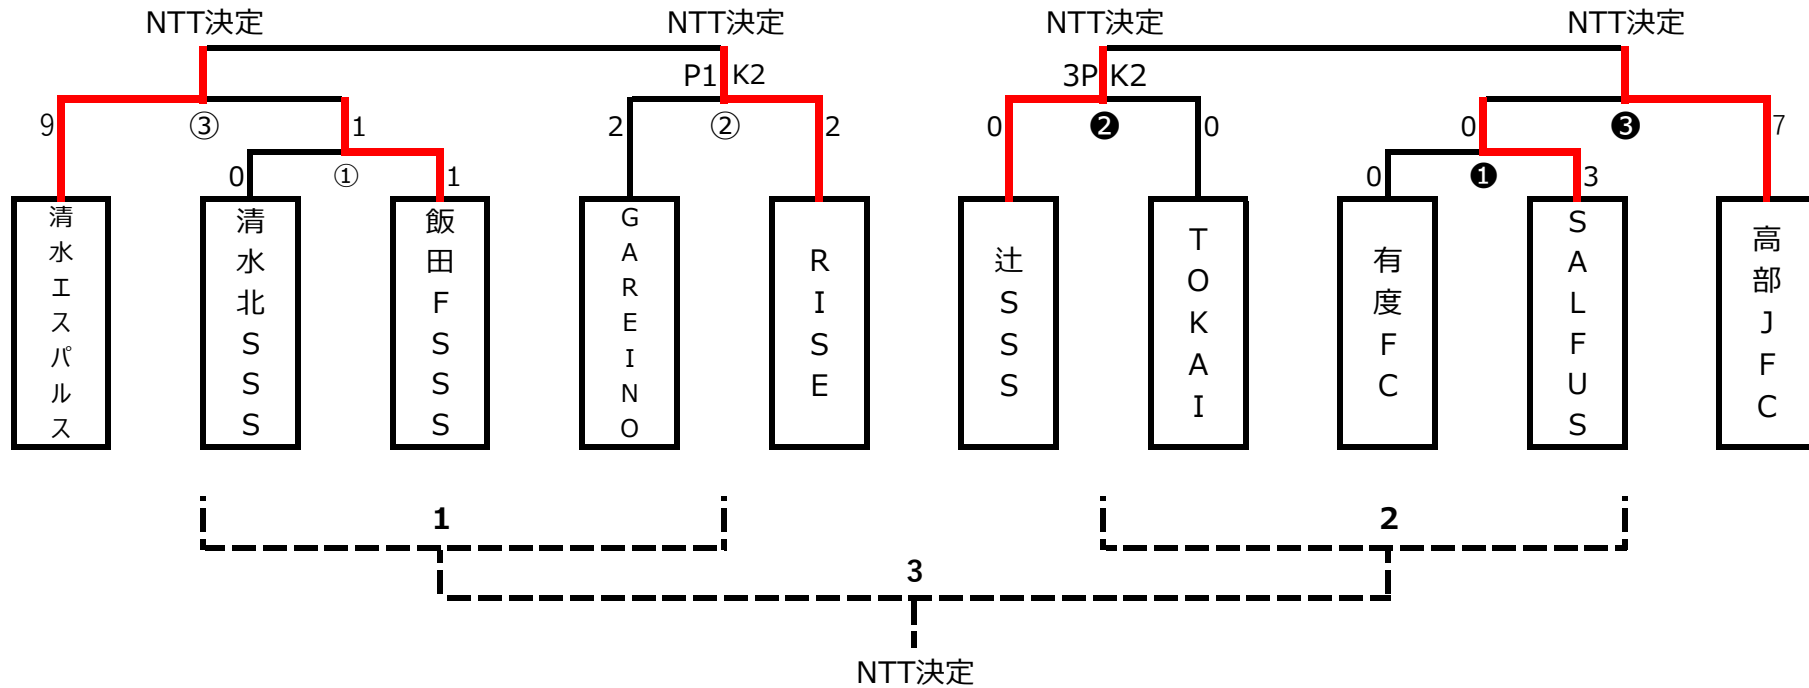 NTT決定 NTT決定 NTT決定 NTT決定
P1 K2 3P K2
9 ③ 1 2 ② 2 0 ❷ 0 0 ❸ 7
0 ① 1 0 ❶ 3
清水エスパルス
清水北SSS
飯田FSSS
GAREINO
RISE
辻SSS
TOKAI
有度FC
SALFUS
高部JFC
1 2
3
NTT決定